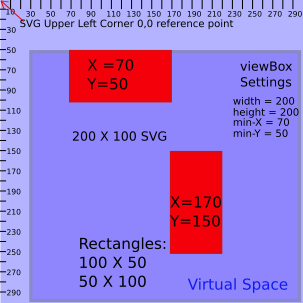 10 30 50 70 90 110 130 150 170 190 210 230 250 270 290
SVG Upper Left Corner 0,0 reference point
30
50
70
90
110
130
150
170
190
210
230
250
270
290
X =70
Y=50
viewBox
Settings
width = 200
height = 200
min-X = 70
min-Y = 50
200 X 100 SVG
X=170
Y=150
Rectangles:
100 X 50
50 X 100
Virtual Space